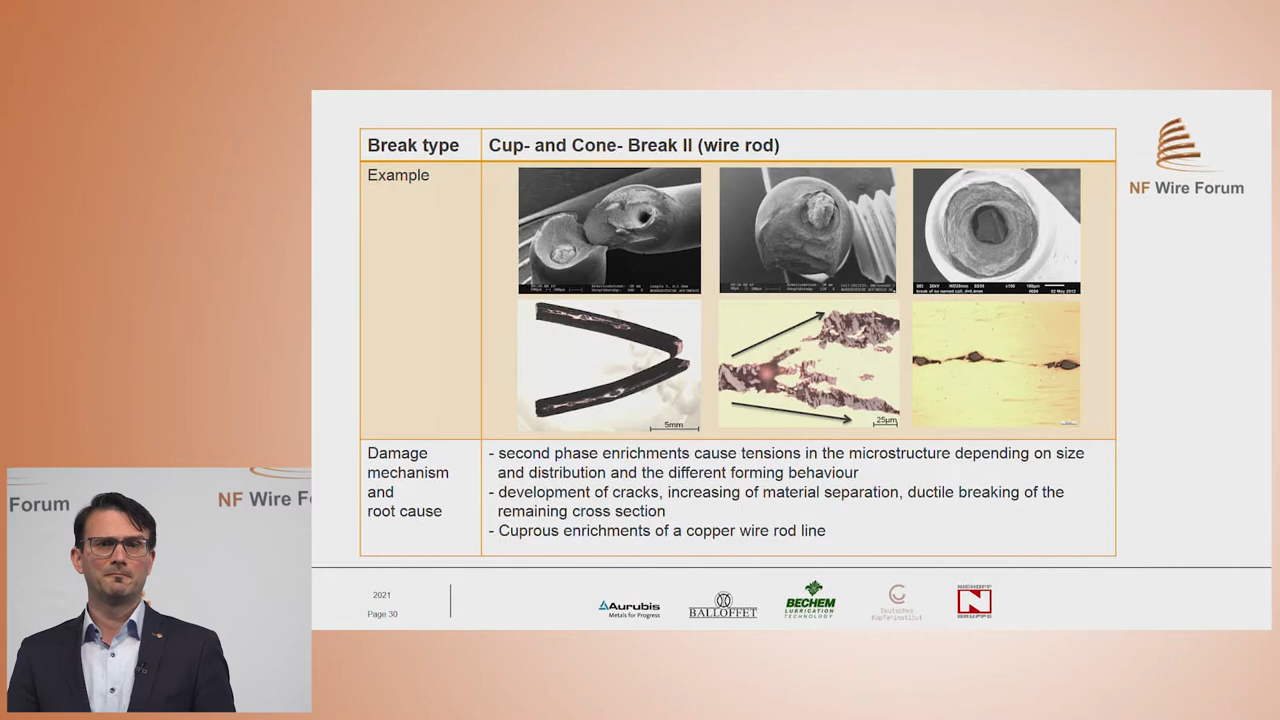 Break type
Cup- and Cone- Break II (wire rod)
Example
NF Wire Forum
5mm
25µm
Damage
mechanism
and
root cause
- second phase enrichments cause tensions in the microstructure depending on size
and distribution and the different forming behaviour
- development of cracks, increasing of material separation, ductile breaking of the
remaining cross section
- Cuprous enrichments of a copper wire rod line
Forum
NF Wire Fo
2021
Page 30
Aurubis
Metals for Progress
BALLOFFET
BECHEM
LUBRICATION
TECHNOLOGY
Deutsches
Kupferinstitut
NIEHOFF
N
GRUPPE